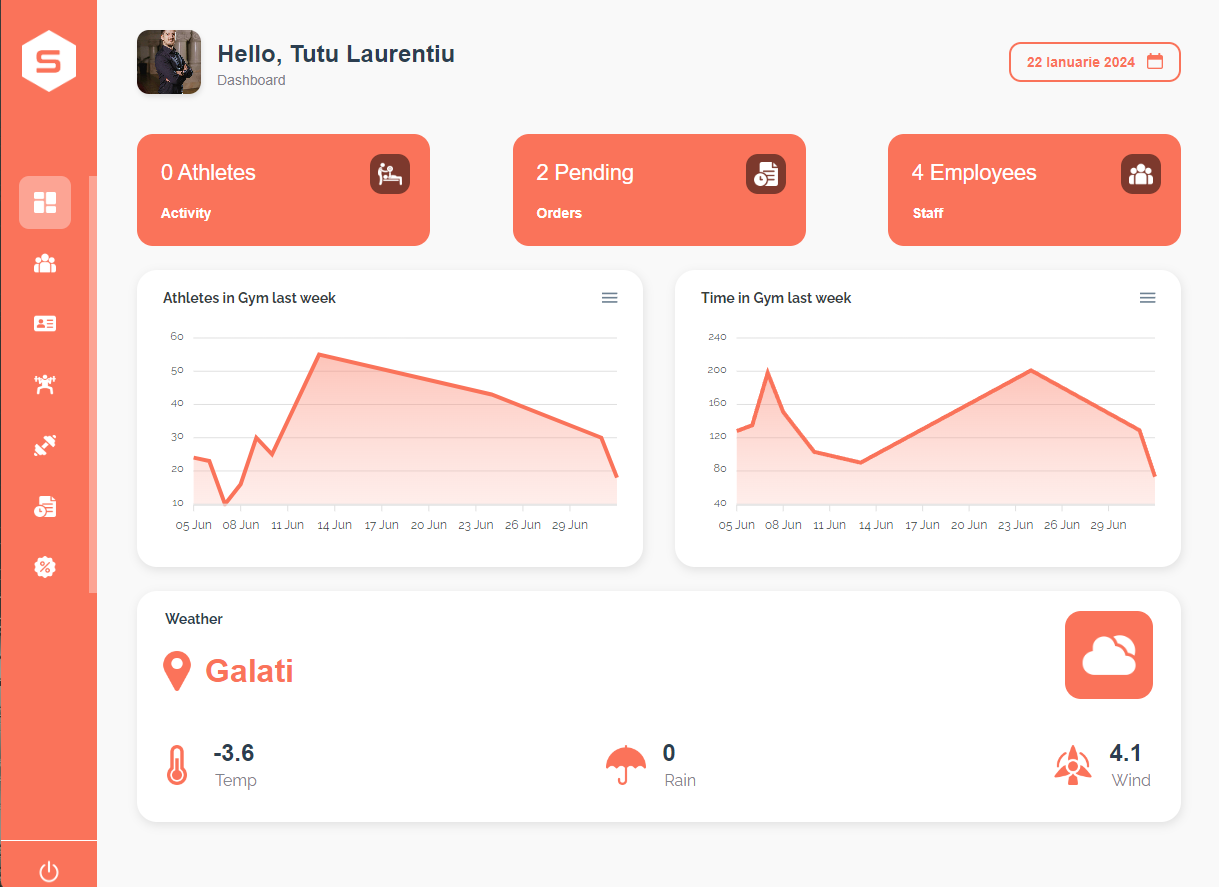 S
Hello, Tutu Laurentiu
Dashboard
22 Ianuarie 2024
0 Athletes
Activity
2 Pending
Orders
4 Employees
Staff
Athletes in Gym last week
60
50
40
30
20
10
05 Jun 08 Jun 11 Jun 14 Jun 17 Jun 20 Jun 23 Jun 26 Jun 29 Jun
Time in Gym last week
240
200
160
120
80
40
05 Jun 08 Jun 11 Jun 14 Jun 17 Jun 20 Jun 23 Jun 26 Jun 29 Jun
Weather
Galati
-3.6
Temp
0
Rain
4.1
Wind